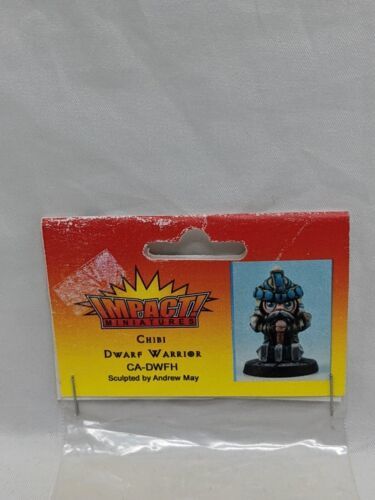 IMPACT!
MINIATURES
CHIBI
DWARF WARRIOR
CA-DWFH
Sculpted by Andrew May